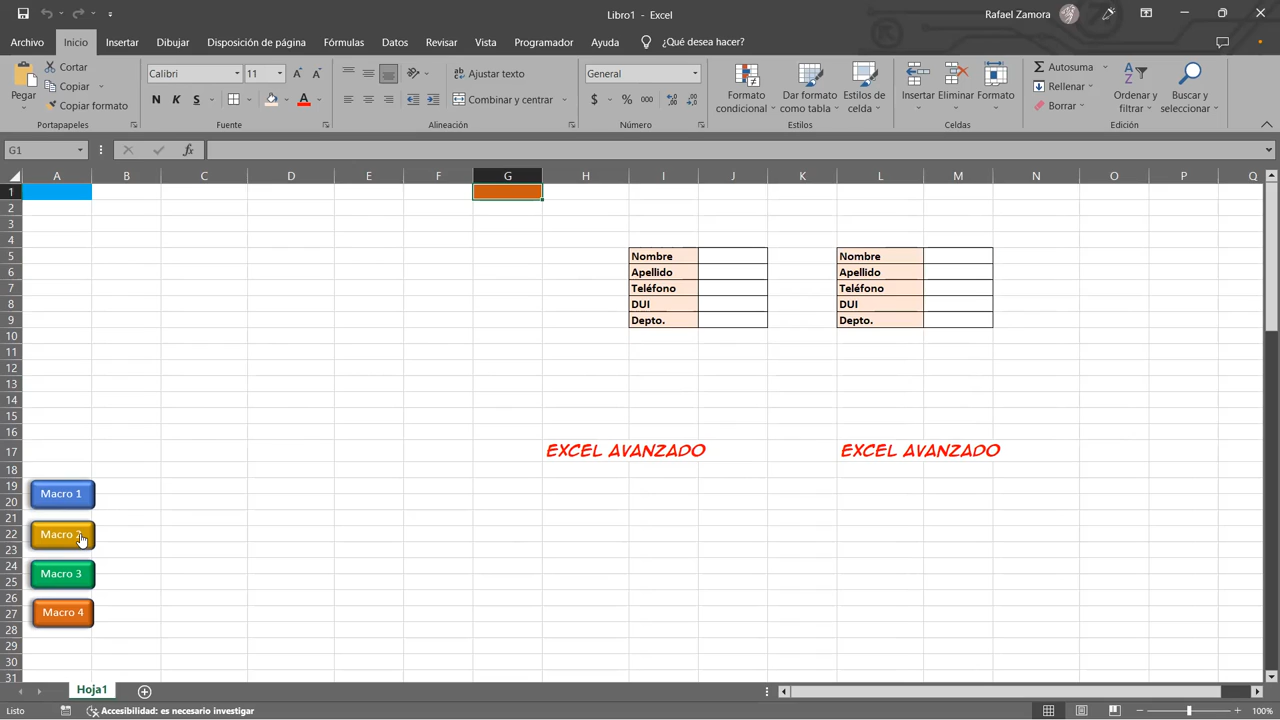 Libro1 - Excel
Rafael Zamora
Archivo Inicio Insertar Dibujar Disposición de página Fórmulas Datos Revisar Vista Programador Ayuda ¿Qué desea hacer?
Pegar
Cortar
Copiar
Copiar formato
Portapapeles
Calibri 11
N K S
Fuente
Ajustar texto
Combinar y centrar
Alineación
General
$ % 000
Número
Formato condicional
Dar formato como tabla
Estilos de celda
Estilos
Insertar Eliminar Formato
Celdas
Autosuma
Rellenar
Borrar
Ordenar y filtrar
Buscar y seleccionar
Edición
G1
fx
A B C D E F G H I J K L M N O P Q
1
2
3
4
5 Nombre Nombre
6 Apellido Apellido
7 Teléfono Teléfono
8 DUI DUI
9 Depto. Depto.
10
11
12
13
14
15
16
17 EXCEL AVANZADO EXCEL AVANZADO
18
19
Macro 1
20
21
22 Macro 2
23
24
Macro 3
25
26
27 Macro 4
28
29
30
31
Hoja1
Listo Accesibilidad: es necesario investigar 100%